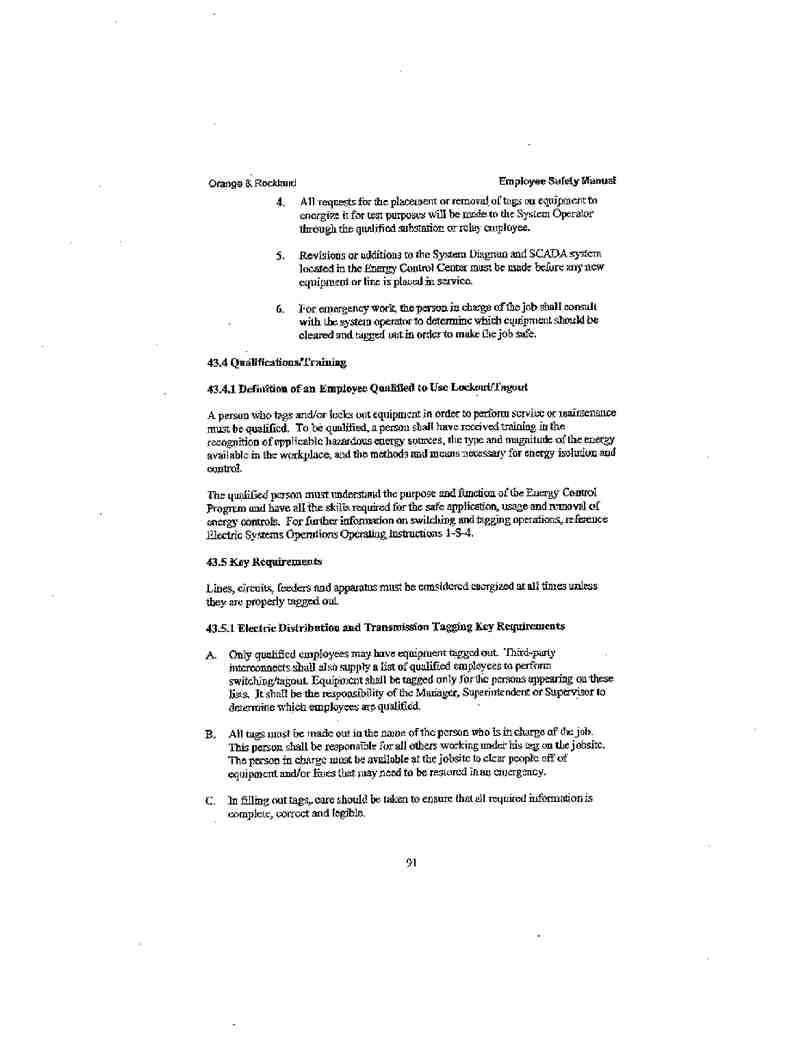 Orange & Rockland Employee Safety Manual
4. All requests for the placement or removal of tags on equipment to
energize it for test purposes will be made to the System Operator
through the qualified substation or relay employee.
5. Revisions or additions to the System Diagram and SCADA system
located in the Energy Control Center must be made before any new
equipment or line is placed in service.
6. For emergency work, the person in charge of the job shall consult
with the system operator to determine which equipment should be
cleared and tagged out in order to make the job safe.
43.4 Qualifications/Training
43.4.1 Definition of an Employee Qualified to Use Lockout/Tagout
A person who tags and/or locks out equipment in order to perform service or maintenance
must be qualified. To be qualified, a person shall have received training in the
recognition of applicable hazardous energy sources, the type and magnitude of the energy
available in the workplace, and the methods and means necessary for energy isolation and
control.
The qualified person must understand the purpose and function of the Energy Control
Program and have all the skills required for the safe application, usage and removal of
energy controls. For further information on switching and tagging operations, reference
Electric Systems Operations Operating Instructions 1-S-4.
43.5 Key Requirements
Lines, circuits, feeders and apparatus must be considered energized at all times unless
they are properly tagged out.
43.5.1 Electric Distribution and Transmission Tagging Key Requirements
A. Only qualified employees may have equipment tagged out. Third-party
interconnects shall also supply a list of qualified employees to perform
switching/tagout. Equipment shall be tagged only for the persons appearing on these
lists. It shall be the responsibility of the Manager, Superintendent or Supervisor to
determine which employees are qualified.
B. All tags must be made out in the name of the person who is in charge of the job.
This person shall be responsible for all others working under his tag on the jobsite.
The person in charge must be available at the jobsite to clear people off of
equipment and/or lines that may need to be restored in an emergency.
C. In filling out tags, care should be taken to ensure that all required information is
complete, correct and legible.
91